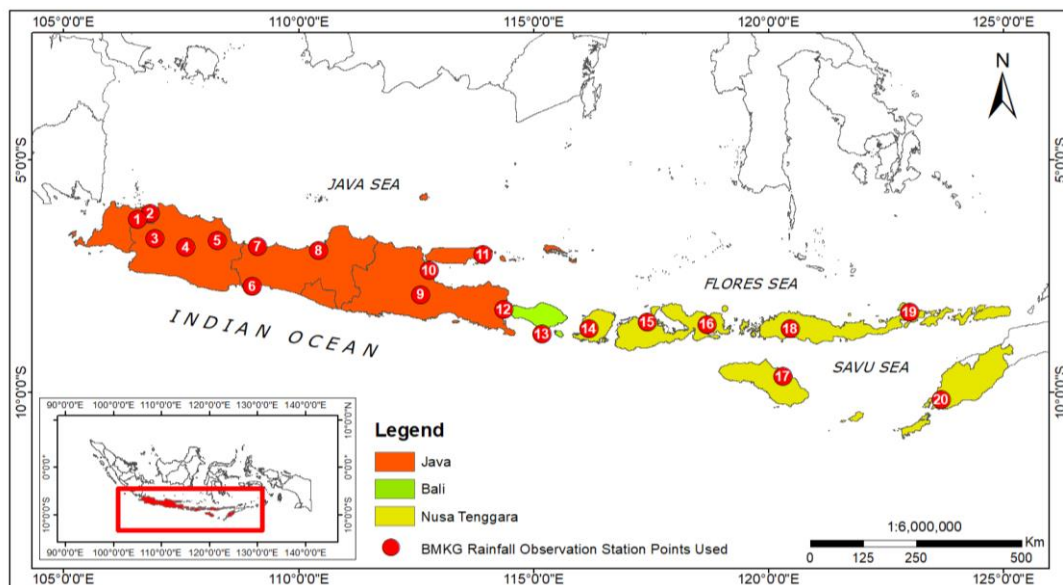 105°0'0"E 110°0'0"E 115°0'0"E 120°0'0"E 125°0'0"E
N
5°0'0"S 5°0'0"S
JAVA SEA
1 2 3 4 5 6 7 8 9 10 11
FLORES SEA
INDIAN OCEAN
12 13 14 15 16 17 18 19 20
SAVU SEA
10°0'0"S 10°0'0"S
90°0'0"E 100°0'0"E 110°0'0"E 120°0'0"E 130°0'0"E 140°0'0"E
10°0'0"N
0°0'0" 0°0'0"
10°0'0"S 10°0'0"S
90°0'0"E 100°0'0"E 110°0'0"E 120°0'0"E 130°0'0"E 140°0'0"E
Legend
Java
Bali
Nusa Tenggara
BMKG Rainfall Observation Station Points Used
1:6,000,000
Km
0 125 250 500
105°0'0"E 110°0'0"E 115°0'0"E 120°0'0"E 125°0'0"E